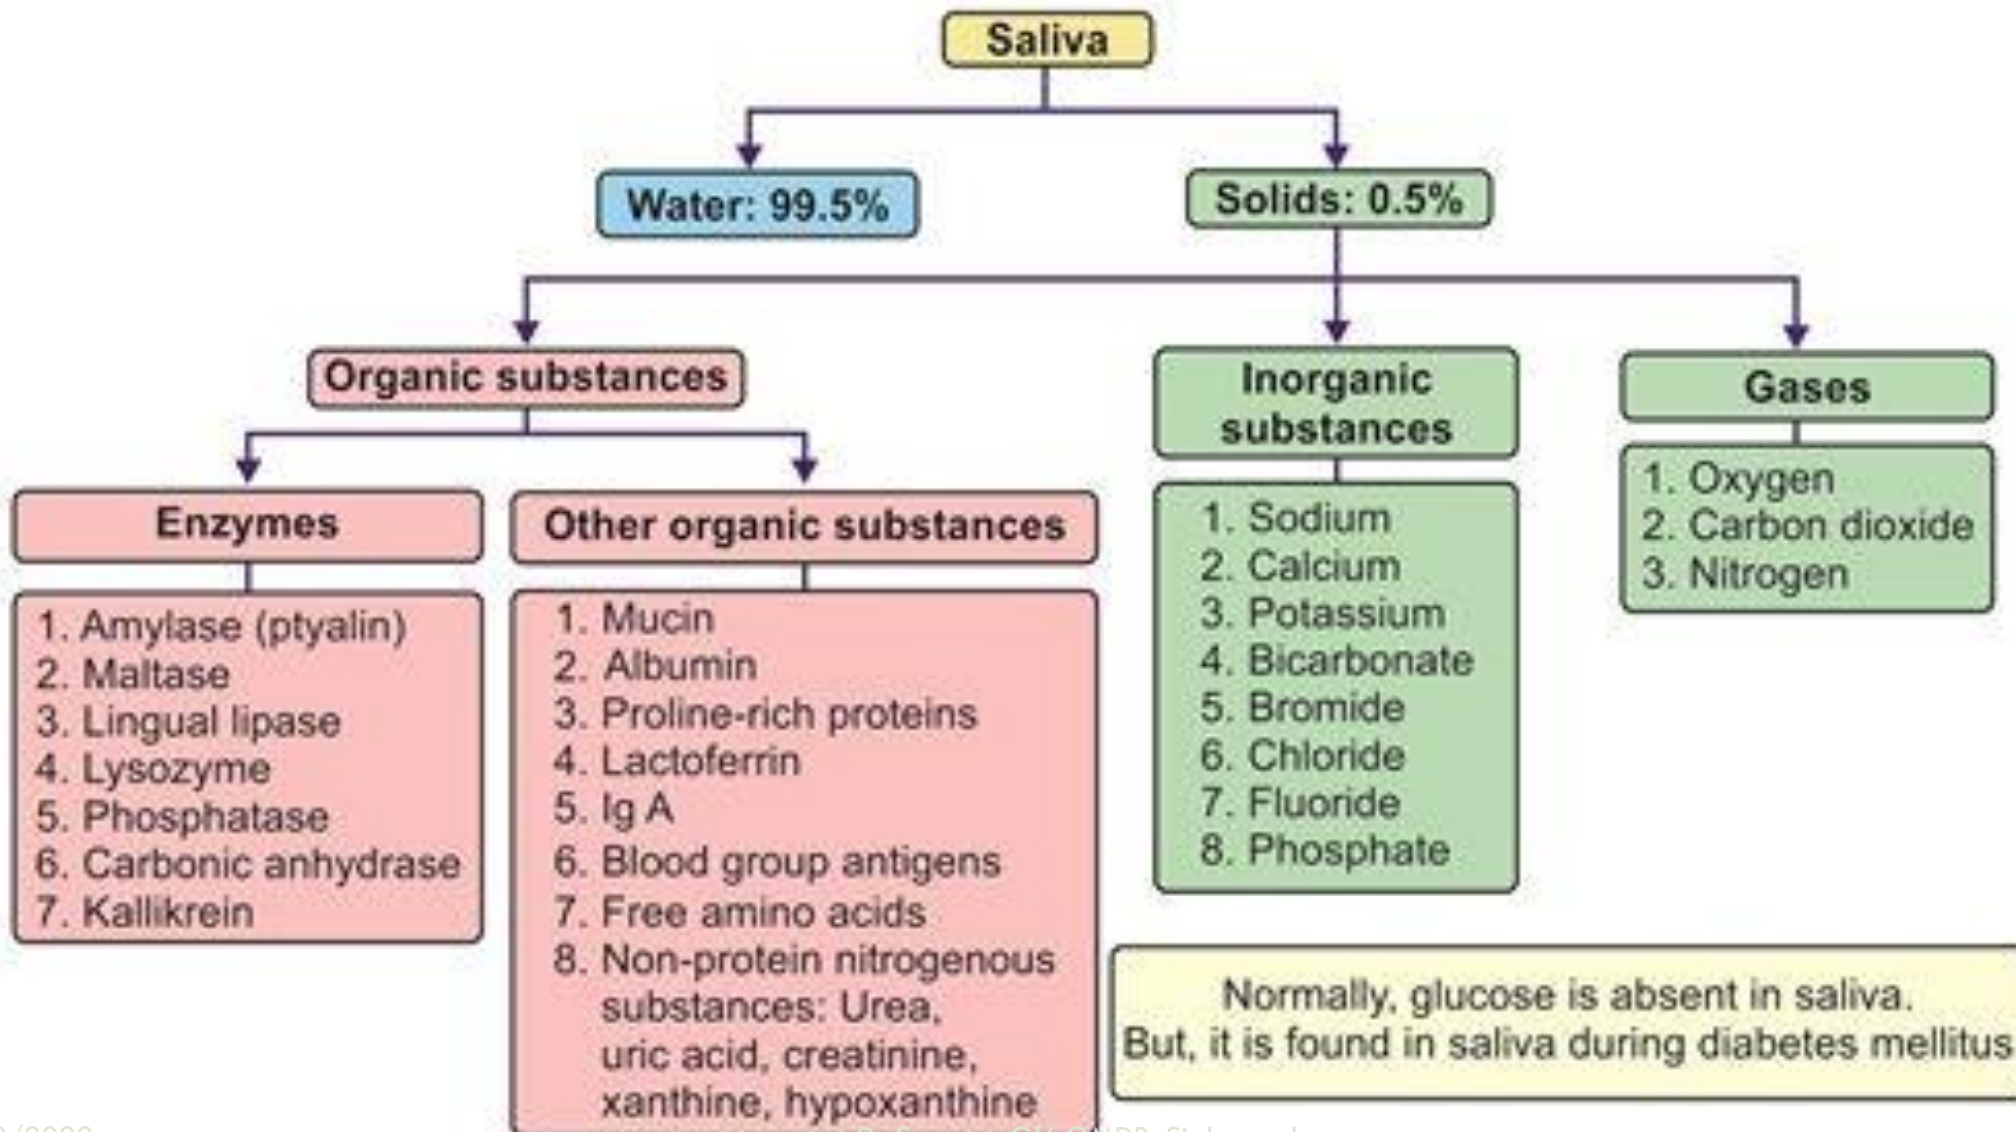 Saliva
Water: 99.5%
Solids: 0.5%
Organic substances
Inorganic
substances
Gases
Enzymes
1. Amylase (ptyalin)
2. Maltase
3. Lingual lipase
4. Lysozyme
5. Phosphatase
6. Carbonic anhydrase
7. Kallikrein
Other organic substances
1. Mucin
2. Albumin
3. Proline-rich proteins
4. Lactoferrin
5. Ig A
6. Blood group antigens
7. Free amino acids
8. Non-protein nitrogenous
substances: Urea,
uric acid, creatinine,
xanthine, hypoxanthine
1. Sodium
2. Calcium
3. Potassium
4. Bicarbonate
5. Bromide
6. Chloride
7. Fluoride
8. Phosphate
1. Oxygen
2. Carbon dioxide
3. Nitrogen
Normally, glucose is absent in saliva.
But, it is found in saliva during diabetes mellitus